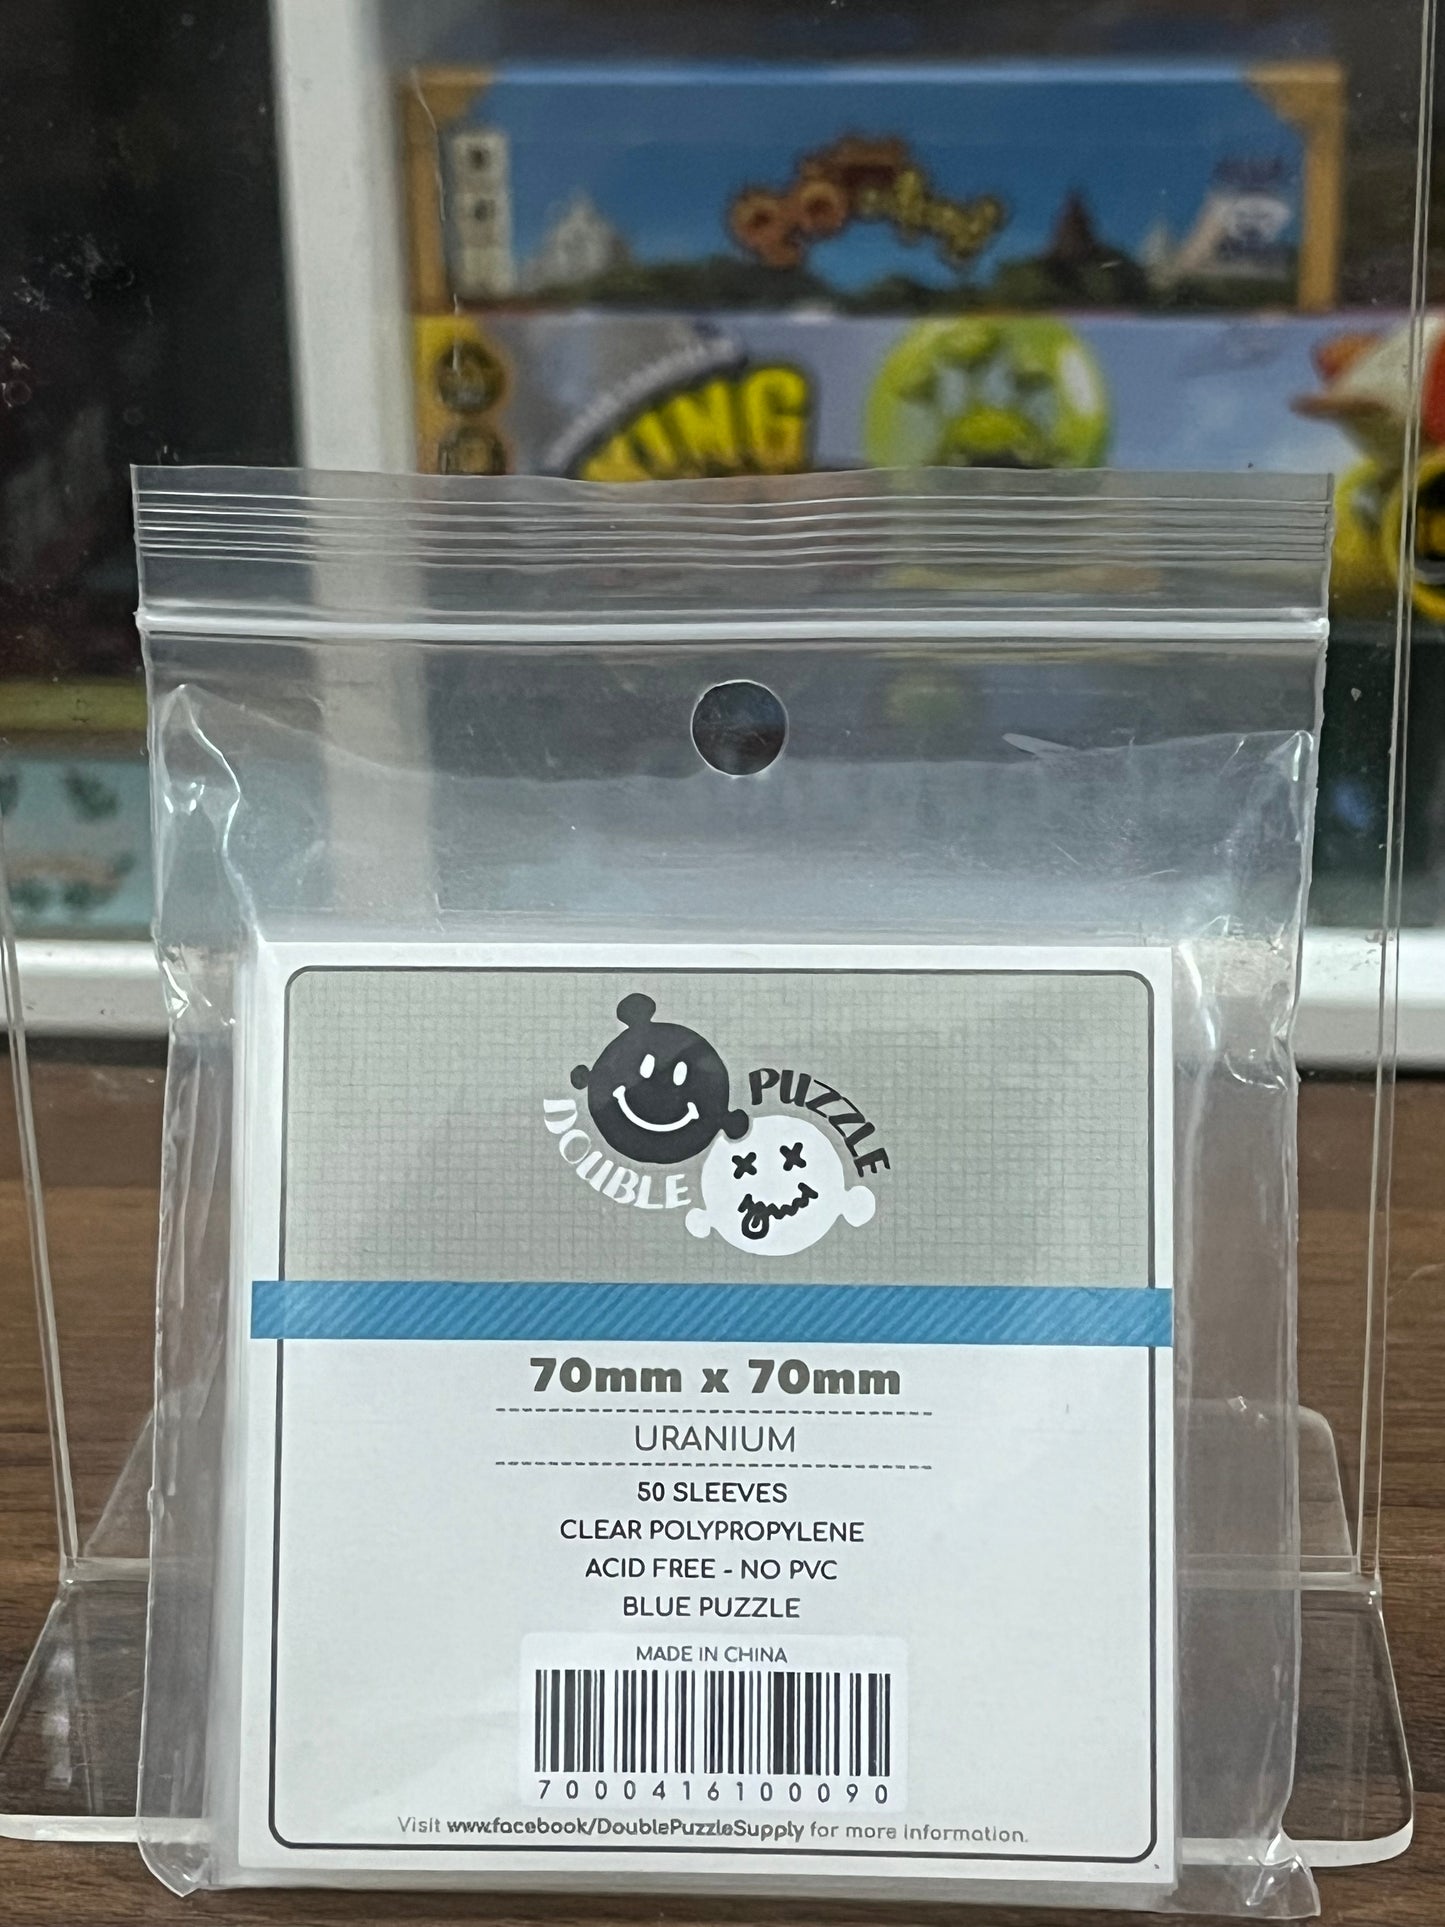 KING
DOUBLE
PUZZLE
70mm x 70mm
URANIUM
50 SLEEVES
CLEAR POLYPROPYLENE
ACID FREE - NO PVC
BLUE PUZZLE
MADE IN CHINA
7000416100090
Visit www.facebook/DoublePuzzleSupply for more information.